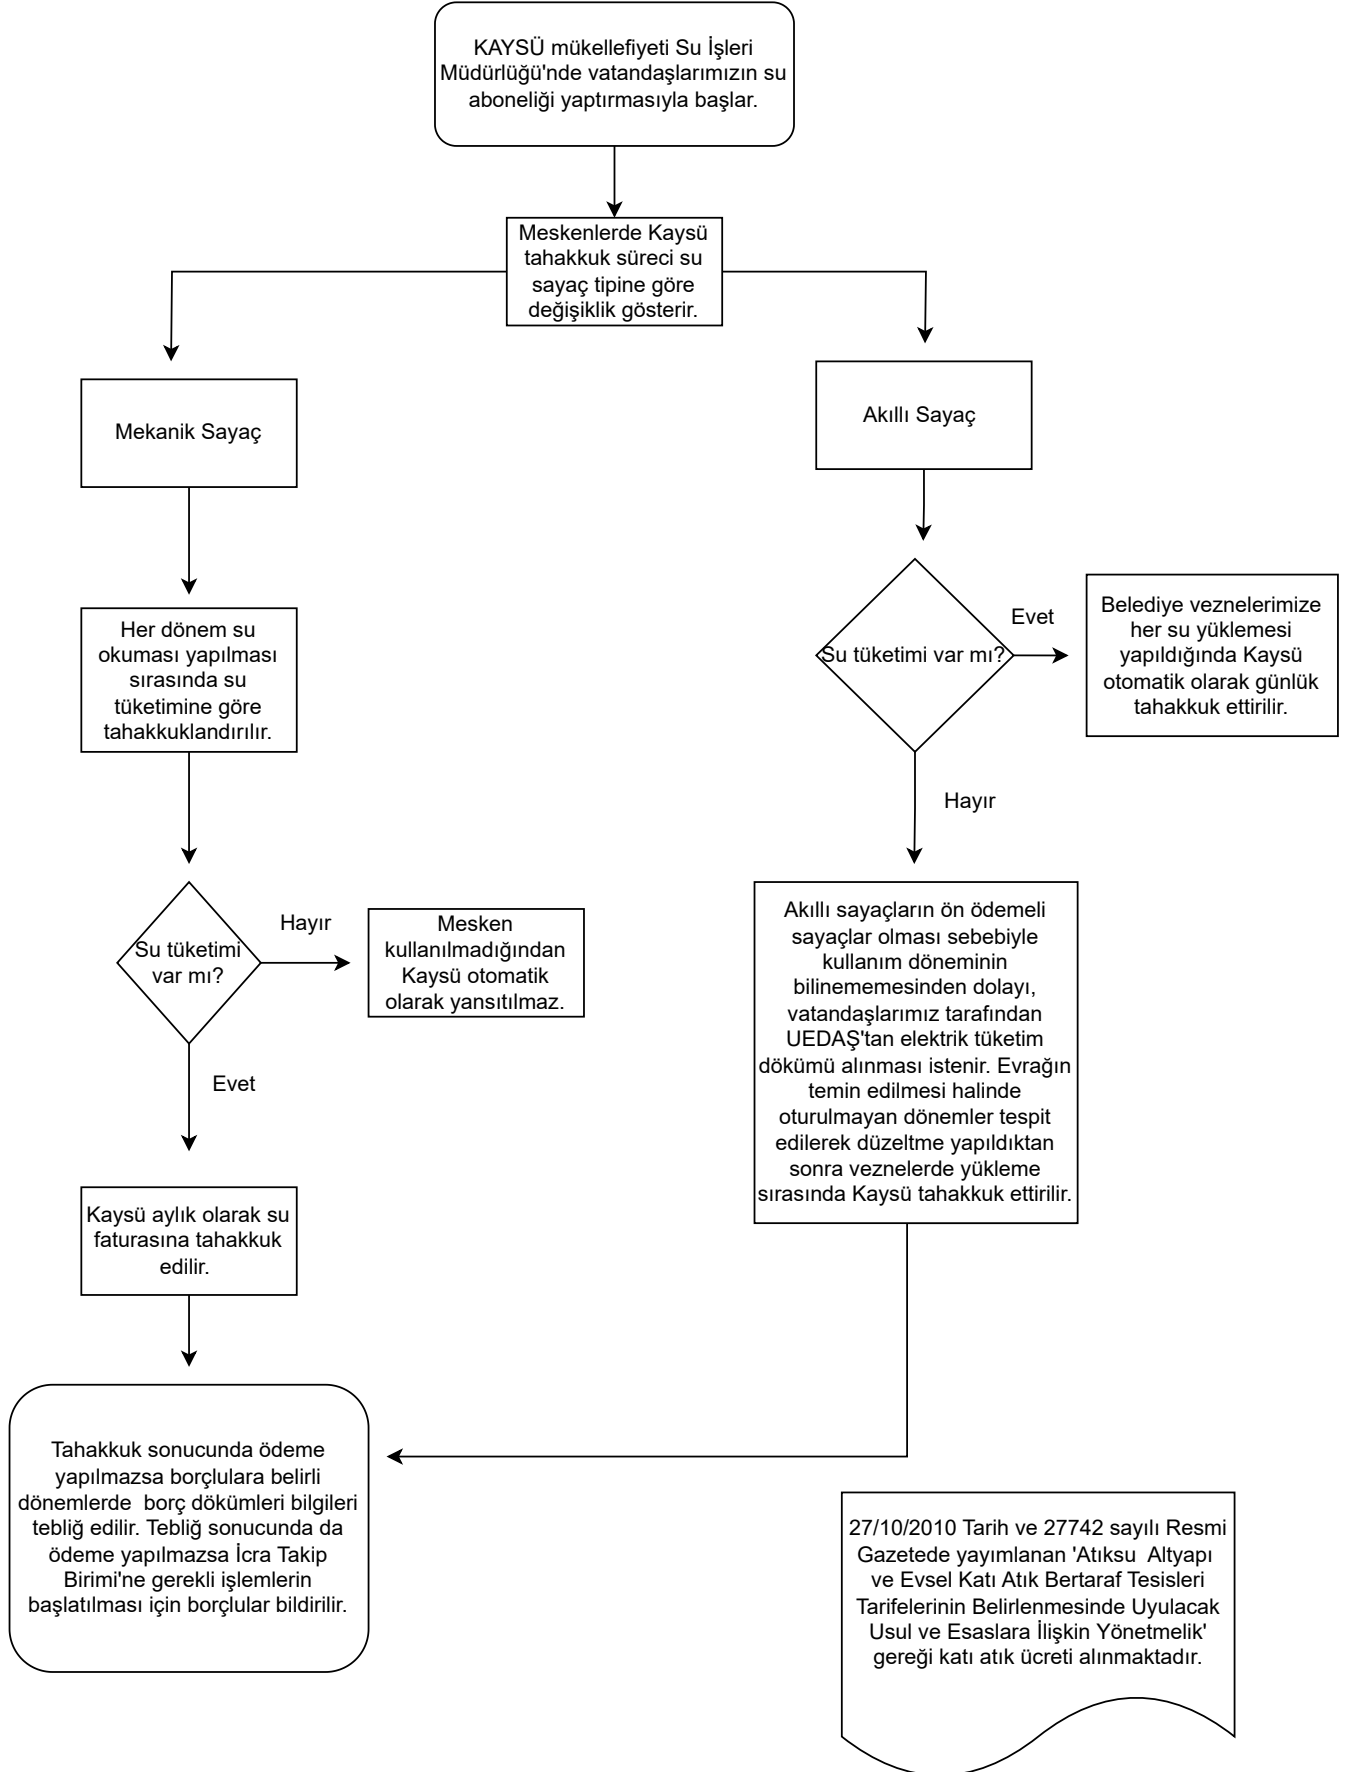 KAYSÜ mükellefiyeti Su İşleri
Müdürlüğü'nde vatandaşlarımızın su
aboneliği yaptırmasıyla başlar.
Meskenlerde Kaysü
tahakkuk süreci su
sayaç tipine göre
değişiklik gösterir.
Mekanik Sayaç
Akıllı Sayaç
Her dönem su
okuması yapılması
sırasında su
tüketimine göre
tahakkuklandırılır.
Su tüketimi var mı?
Evet
Belediye veznelerimize
her su yüklemesi
yapıldığında Kaysü
otomatik olarak günlük
tahakkuk ettirilir.
Hayır
Su tüketimi
var mı?
Hayır
Mesken
kullanılmadığından
Kaysü otomatik
olarak yansıtılmaz.
Evet
Akıllı sayaçların ön ödemeli
sayaçlar olması sebebiyle
kullanım döneminin
bilinememesinden dolayı,
vatandaşlarımız tarafından
UEDAŞ'tan elektrik tüketim
dökümü alınması istenir. Evrağın
temin edilmesi halinde
oturulmayan dönemler tespit
edilerek düzeltme yapıldıktan
sonra veznelerde yükleme
sırasında Kaysü tahakkuk ettirilir.
Kaysü aylık olarak su
faturasına tahakkuk
edilir.
Tahakkuk sonucunda ödeme
yapılmazsa borçlulara belirli
dönemlerde  borç dökümleri bilgileri
tebliğ edilir. Tebliğ sonucunda da
ödeme yapılmazsa İcra Takip
Birimi'ne gerekli işlemlerin
başlatılması için borçlular bildirilir.
27/10/2010 Tarih ve 27742 sayılı Resmi
Gazetede yayımlanan 'Atıksu  Altyapı
ve Evsel Katı Atık Bertaraf Tesisleri
Tarifelerinin Belirlenmesinde Uyulacak
Usul ve Esaslara İlişkin Yönetmelik'
gereği katı atık ücreti alınmaktadır.